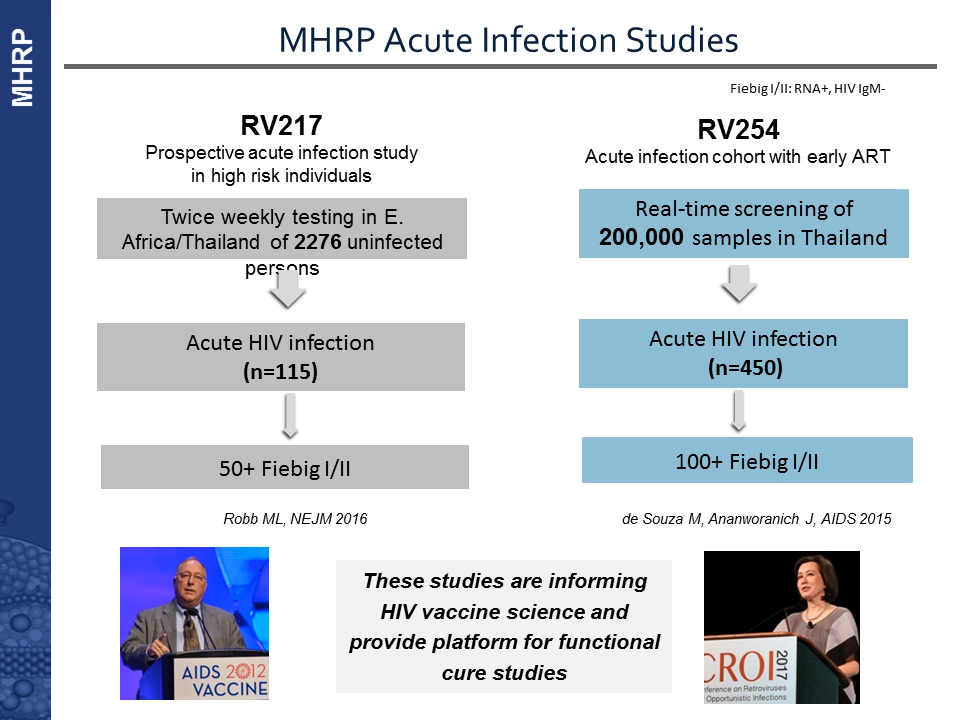 MHRP
MHRP Acute Infection Studies
Fiebig I/II: RNA+, HIV IgM-
RV217
Prospective acute infection study
in high risk individuals
Twice weekly testing in E.
Africa/Thailand of 2276 uninfected
persons
Acute HIV infection
(n=115)
50+ Fiebig I/II
Robb ML, NEJM 2016
RV254
Acute infection cohort with early ART
Real-time screening of
200,000 samples in Thailand
Acute HIV infection
(n=450)
100+ Fiebig I/II
de Souza M, Ananworanich J, AIDS 2015
AIDS 2012
VACCINE
These studies are informing
HIV vaccine science and
provide platform for functional
cure studies
CROI
2017
nference on Retroviruses
Opportunistic Infections